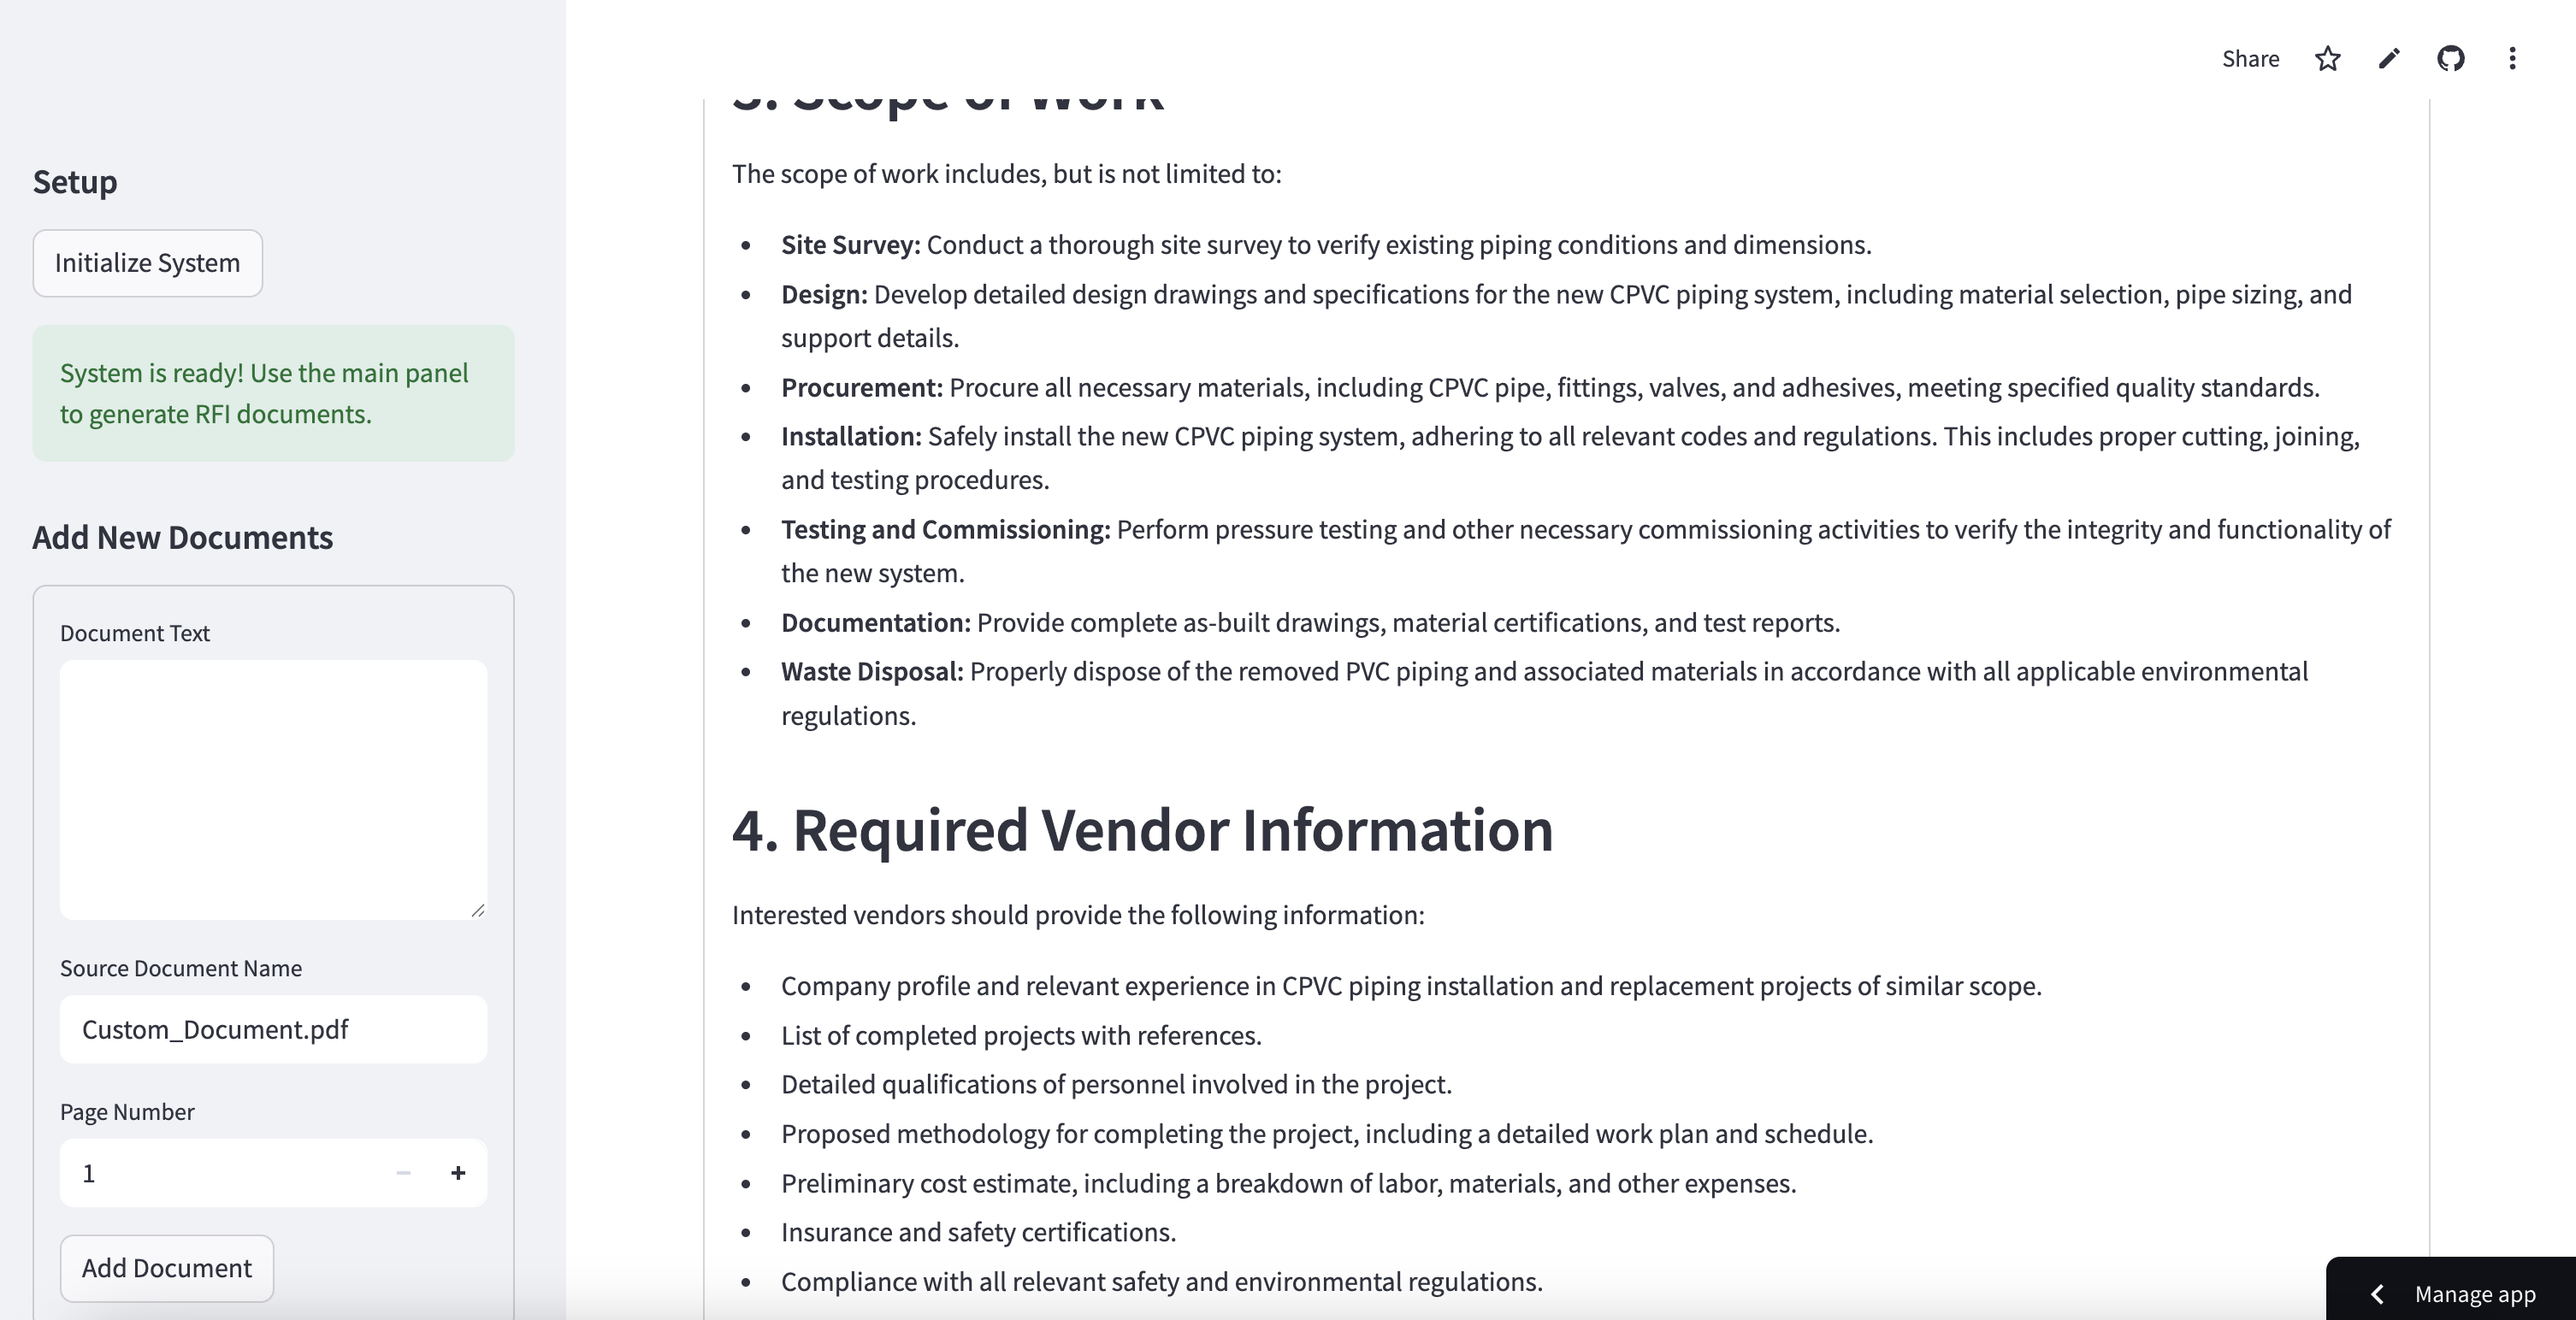 Share
Setup
Initialize System
System is ready! Use the main panel
to generate RFI documents.
Add New Documents
Document Text
Source Document Name
Custom_Document.pdf
Page Number
1
Add Document
3. Scope of Work
The scope of work includes, but is not limited to:
• Site Survey: Conduct a thorough site survey to verify existing piping conditions and dimensions.
• Design: Develop detailed design drawings and specifications for the new CPVC piping system, including material selection, pipe sizing, and
support details.
• Procurement: Procure all necessary materials, including CPVC pipe, fittings, valves, and adhesives, meeting specified quality standards.
• Installation: Safely install the new CPVC piping system, adhering to all relevant codes and regulations. This includes proper cutting, joining,
and testing procedures.
• Testing and Commissioning: Perform pressure testing and other necessary commissioning activities to verify the integrity and functionality of
the new system.
• Documentation: Provide complete as-built drawings, material certifications, and test reports.
• Waste Disposal: Properly dispose of the removed PVC piping and associated materials in accordance with all applicable environmental
regulations.
4. Required Vendor Information
Interested vendors should provide the following information:
• Company profile and relevant experience in CPVC piping installation and replacement projects of similar scope.
• List of completed projects with references.
• Detailed qualifications of personnel involved in the project.
• Proposed methodology for completing the project, including a detailed work plan and schedule.
• Preliminary cost estimate, including a breakdown of labor, materials, and other expenses.
• Insurance and safety certifications.
• Compliance with all relevant safety and environmental regulations.
Manage app